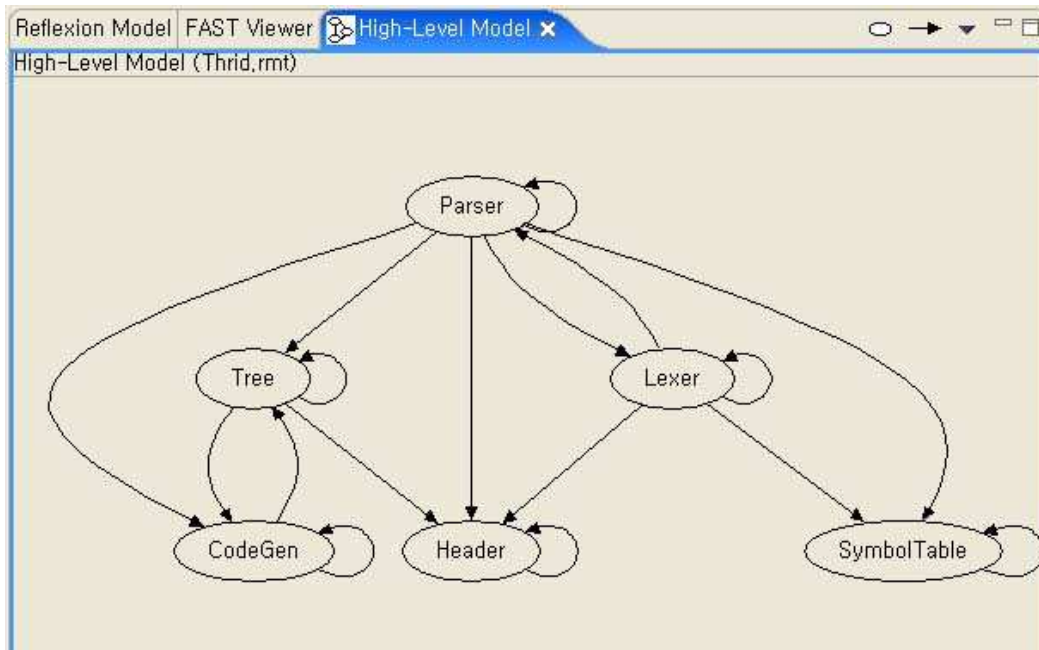 Reflexion Model FAST Viewer High-Level Model
High-Level Model (Thrid,rmt)
Parser
Tree Lexer
CodeGen Header SymbolTable